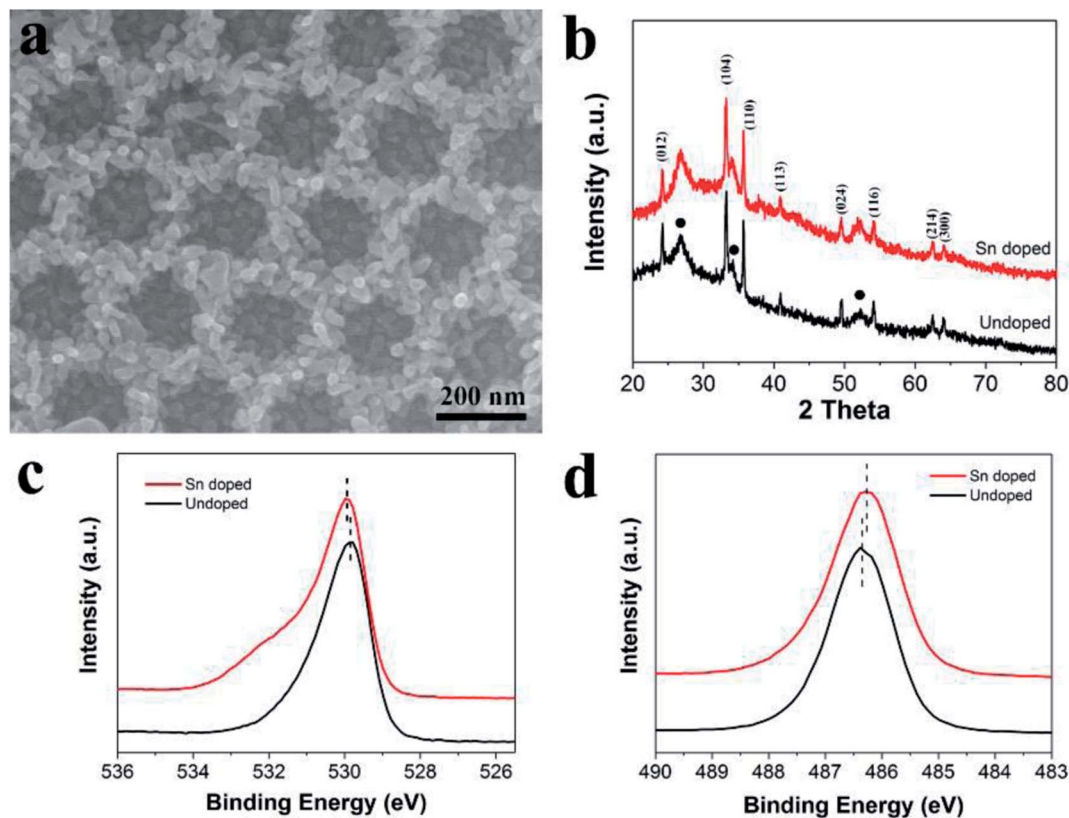 a
200 nm
b
Intensity (a.u.)
(012)
(104)
(110)
(113)
(024)
(116)
(214)
(300)
Sn doped
Undoped
20 30 40 50 60 70 80
2 Theta
c
Sn doped
Undoped
Intensity (a.u.)
536 534 532 530 528 526
Binding Energy (eV)
d
Sn doped
Undoped
Intensity (a.u.)
490 489 488 487 486 485 484 483
Binding Energy (eV)